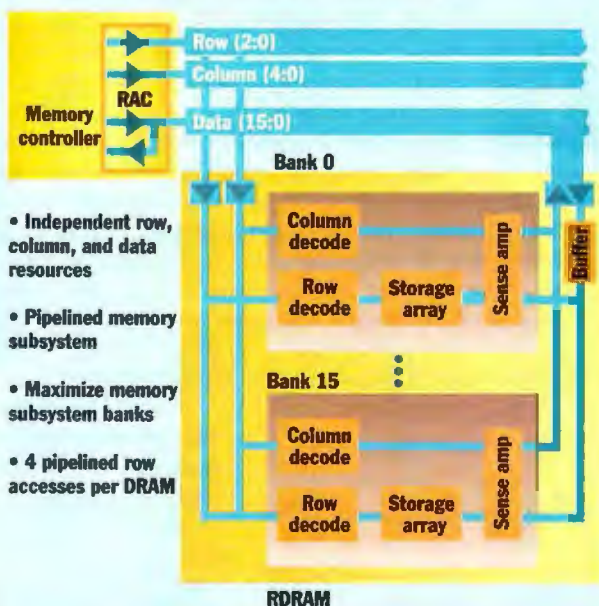 Row (2:0)
Column (4:0)
RAC
Memory
controller
Data (15:0)
Bank 0
• Independent row,
column, and data
resources
• Pipelined memory
subsystem
• Maximize memory
subsystem banks
• 4 pipelined row
accesses per DRAM
Column
decode
Row
decode
Storage
array
Sense amp
Buffer
Bank 15
Column
decode
Row
decode
Storage
array
Sense amp
RDRAM